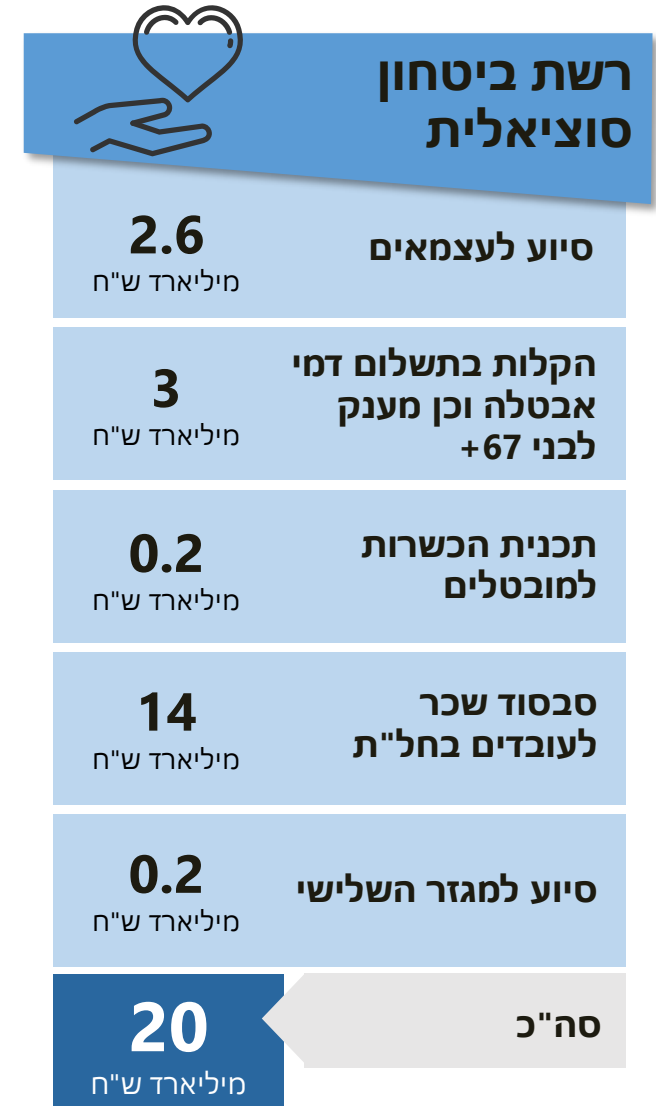 רשת ביטחון
סוציאלית
סיוע לעצמאים
2.6
מיליארד ש"ח
הקלות בתשלום דמי
אבטלה וכן מענק
לבני 67+
3
מיליארד ש"ח
תכנית הכשרות
למובטלים
0.2
מיליארד ש"ח
סבסוד שכר
לעובדים בחל"ת
14
מיליארד ש"ח
סיוע למגזר השלישי
0.2
מיליארד ש"ח
סה"כ
20
מיליארד ש"ח